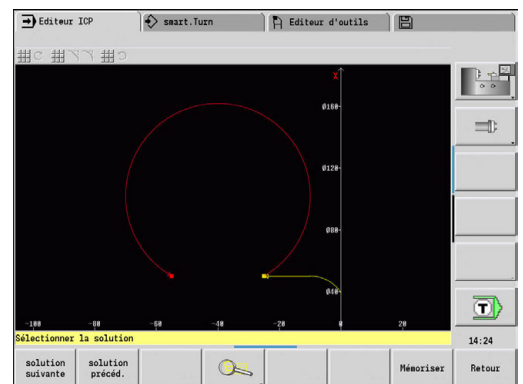 Editeur ICP
smart.Turn
Editeur d'outils
X
Ø160
Ø120
Ø80
Ø40
-100 -80 -60 -40 -20 0 20
Sélectionner la solution
14:24
T
solution suivante
solution précéd.
Mémoriser
Retour